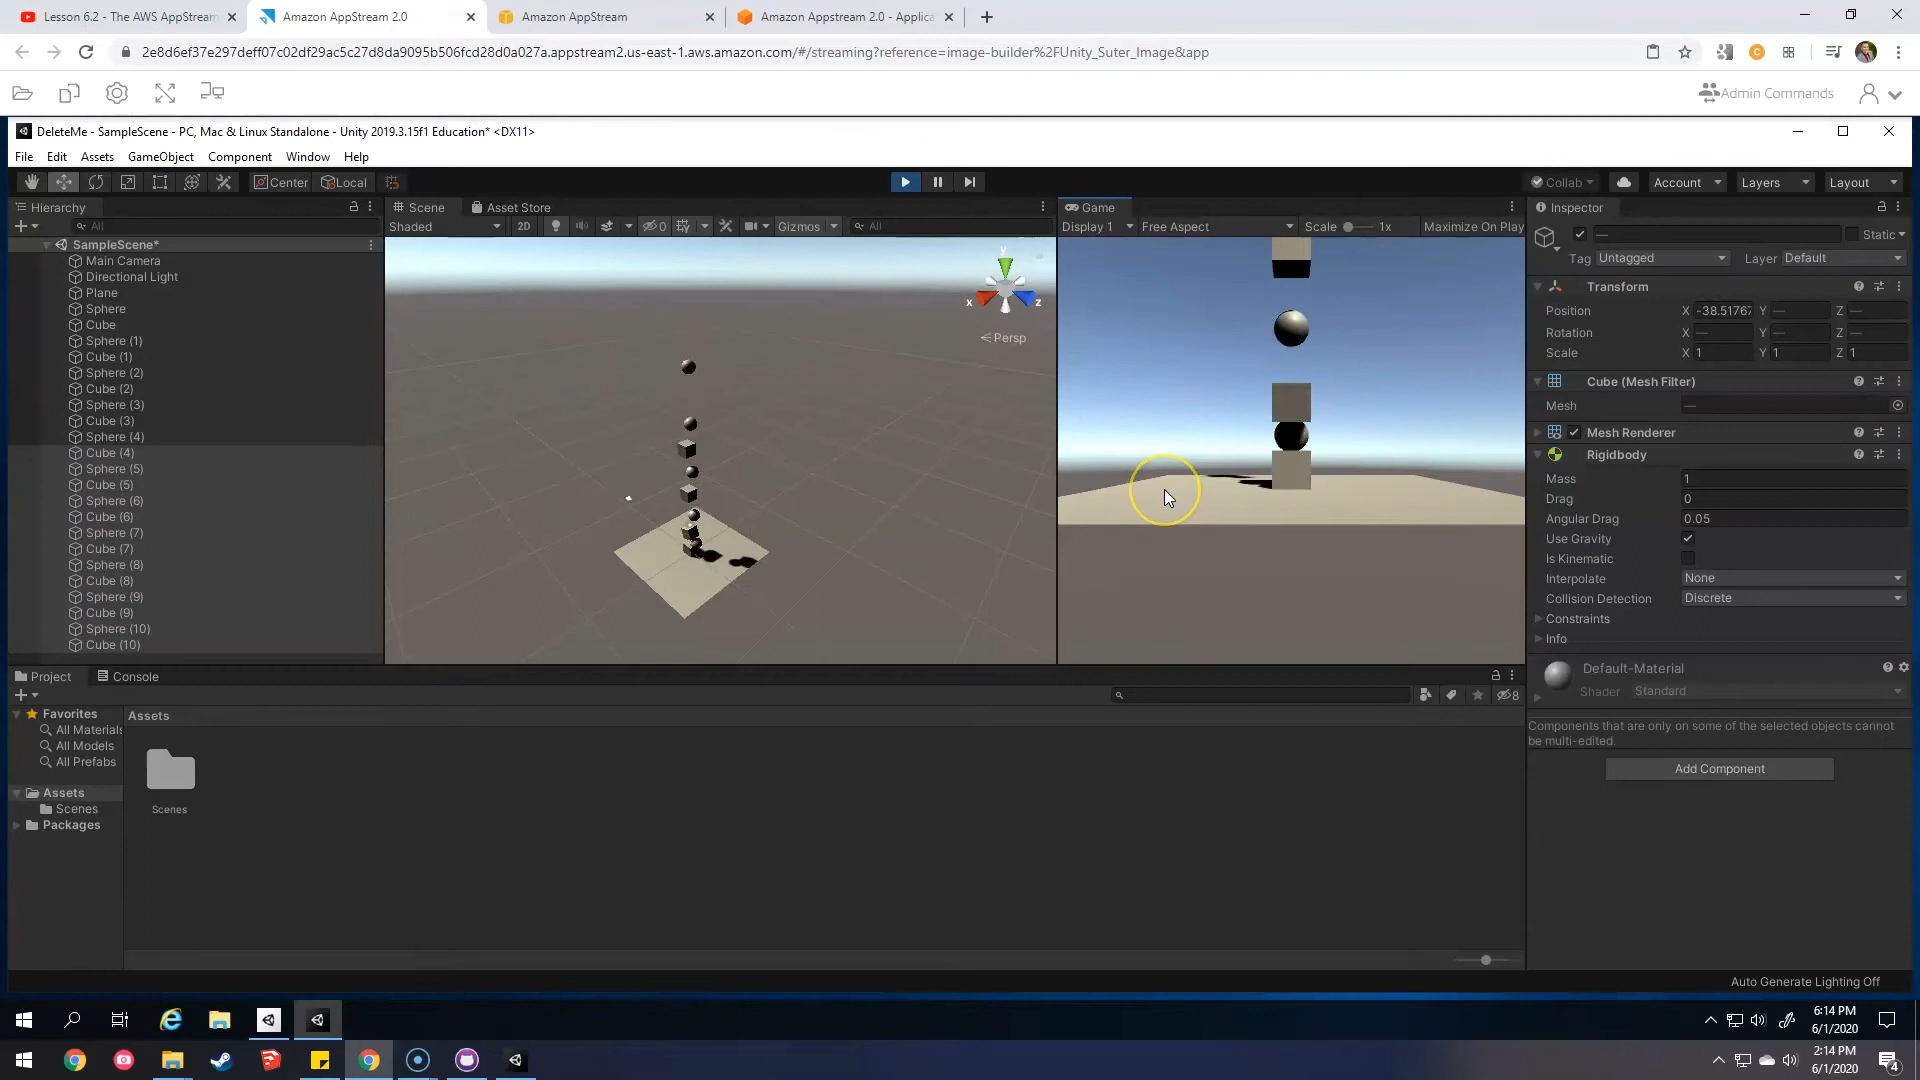 Lesson 6.2 - The AWS AppStream
Amazon AppStream 2.0
Amazon AppStream
Amazon Appstream 2.0 - Applica
2e8d6ef37e297deff07c02df29ac5c27d8da9095b506fcd28d0a027a.appstream2.us-east-1.aws.amazon.com/#/streaming?reference=image-builder%2FUnity_Suter_Image&app
Admin Commands
DeleteMe - SampleScene - PC, Mac & Linux Standalone - Unity 2019.3.15f1 Education* <DX11>
File Edit Assets GameObject Component Window Help
Center Local
Collab Account Layers Layout
Hierarchy
All
SampleScene*
Main Camera
Directional Light
Plane
Sphere
Cube
Sphere (1)
Cube (1)
Sphere (2)
Cube (2)
Sphere (3)
Cube (3)
Sphere (4)
Cube (4)
Sphere (5)
Cube (5)
Sphere (6)
Cube (6)
Sphere (7)
Cube (7)
Sphere (8)
Cube (8)
Sphere (9)
Cube (9)
Sphere (10)
Cube (10)
Scene Asset Store
Shaded 2D 0 Gizmos All
y
x z
Persp
Game
Display 1 Free Aspect Scale 1x Maximize On Play
Inspector
Static
Tag Untagged Layer Default
Transform
Position X -38.51767 Y — Z —
Rotation X — Y — Z —
Scale X 1 Y 1 Z 1
Cube (Mesh Filter)
Mesh —
Mesh Renderer
Rigidbody
Mass 1
Drag 0
Angular Drag 0.05
Use Gravity
Is Kinematic
Interpolate None
Collision Detection Discrete
Constraints
Info
Default-Material
Shader Standard
Components that are only on some of the selected objects cannot
be multi-edited.
Add Component
Project Console
8
Favorites
All Materials
All Models
All Prefabs
Assets
Scenes
Packages
Assets
Scenes
Auto Generate Lighting Off
6:14 PM
6/1/2020
2:14 PM
6/1/2020
4